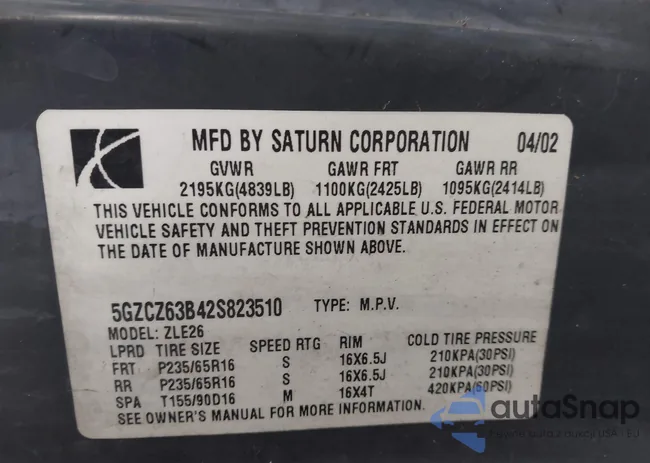 MFD BY SATURN CORPORATION 04/02
GVWR GAWR FRT GAWR RR
2195KG(4839LB) 1100KG(2425LB) 1095KG(2414LB)
THIS VEHICLE CONFORMS TO ALL APPLICABLE U.S. FEDERAL MOTOR
VEHICLE SAFETY AND THEFT PREVENTION STANDARDS IN EFFECT ON
THE DATE OF MANUFACTURE SHOWN ABOVE.
5GZCZ63B42S823510 TYPE: M.P.V.
MODEL: ZLE26
LPRD TIRE SIZE SPEED RTG RIM COLD TIRE PRESSURE
FRT P235/65R16 S 16X6.5J 210KPA(30PSI)
RR P235/65R16 S 16X6.5J 210KPA(30PSI)
SPA T155/90D16 M 16X4T 420KPA(60PSI)
SEE OWNER'S MANUAL FOR MORE INFORMATION.
autaSnap